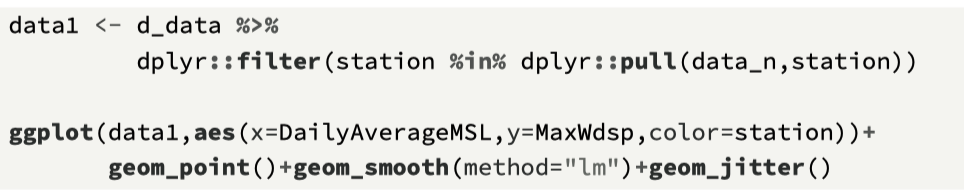 data1 <- d_data %>%
dplyr::filter(station %in% dplyr::pull(data_n,station))
ggplot(data1,aes(x=DailyAverageMSL,y=MaxWdsp,color=station))+
geom_point()+geom_smooth(method="lm")+geom_jitter()